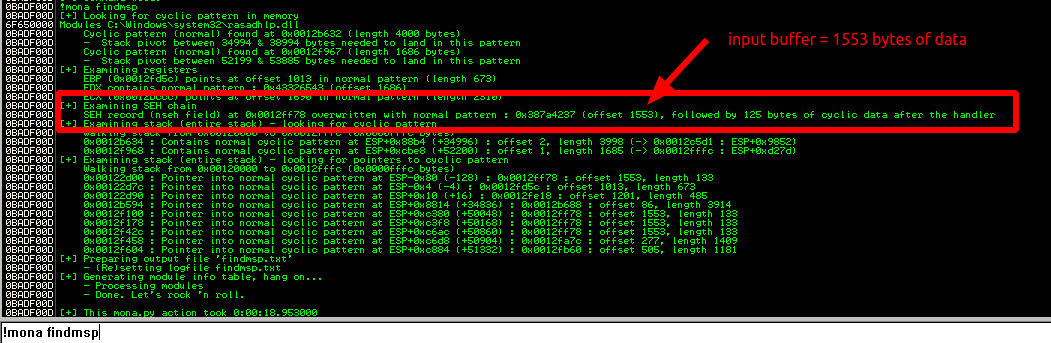 0BADF00D !mona findmsp
0BADF00D [+] Looking for cyclic pattern in memory
6F650000 Modules C:\Windows\system32\rasadhlp.dll
0BADF00D Cyclic pattern (normal) found at 0x0012b632 (length 4000 bytes)
0BADF00D - Stack pivot between 34994 & 38994 bytes needed to land in this pattern
0BADF00D Cyclic pattern (normal) found at 0x0012f967 (length 1686 bytes)
0BADF00D - Stack pivot between 52199 & 53885 bytes needed to land in this pattern
0BADF00D [+] Examining registers
0BADF00D EBP (0x0012fd5c) points at offset 1013 in normal pattern (length 673)
0BADF00D EDX contains normal pattern : 0x43326543 (offset 1686)
0BADF00D points at offset 1690 in normal pattern (length 2310)
0BADF00D [+] Examining SEH chain
0BADF00D SEH record (nseh field) at 0x0012ff78 overwritten with normal pattern : 0x387a4237 (offset 1553), followed by 125 bytes of cyclic data after the handler
0BADF00D [+] Examining stack (entire stack) - looking for cyclic pattern
0BADF00D Walking stack from 0x00120000 to 0x0012fffc (0x0000fffc bytes)
0BADF00D 0x0012b634 : Contains normal cyclic pattern at ESP+0x88b4 (+34996) : offset 2, length 3998 (-> 0x0012c5d1 : ESP+0x9852)
0BADF00D 0x0012f968 : Contains normal cyclic pattern at ESP+0xcbe8 (+52200) : offset 1, length 1685 (-> 0x0012fffc : ESP+0xd27d)
0BADF00D [+] Examining stack (entire stack) - looking for pointers to cyclic pattern
0BADF00D Walking stack from 0x00120000 to 0x0012fffc (0x0000fffc bytes)
0BADF00D 0x00122d00 : Pointer into normal cyclic pattern at ESP-0x80 (-128) : 0x0012ff78 : offset 1553, length 133
0BADF00D 0x00122d7c : Pointer into normal cyclic pattern at ESP-0x4 (-4) : 0x0012fd5c : offset 1013, length 673
0BADF00D 0x00122d90 : Pointer into normal cyclic pattern at ESP+0x10 (+16) : 0x0012fe18 : offset 1201, length 485
0BADF00D 0x0012b594 : Pointer into normal cyclic pattern at ESP+0x8814 (+34836) : 0x0012b688 : offset 86, length 3914
0BADF00D 0x0012f100 : Pointer into normal cyclic pattern at ESP+0xc380 (+50048) : 0x0012ff78 : offset 1553, length 133
0BADF00D 0x0012f178 : Pointer into normal cyclic pattern at ESP+0xc3f8 (+50168) : 0x0012ff78 : offset 1553, length 133
0BADF00D 0x0012f42c : Pointer into normal cyclic pattern at ESP+0xc6ac (+50860) : 0x0012ff78 : offset 1553, length 133
0BADF00D 0x0012f458 : Pointer into normal cyclic pattern at ESP+0xc6d8 (+50904) : 0x0012fa7c : offset 277, length 1409
0BADF00D 0x0012f604 : Pointer into normal cyclic pattern at ESP+0xc884 (+51332) : 0x0012fb60 : offset 505, length 1181
0BADF00D [+] Preparing output file 'findmsp.txt'
0BADF00D - (Re)setting logfile findmsp.txt
0BADF00D [+] Generating module info table, hang on...
0BADF00D - Processing modules
0BADF00D - Done. Let's rock 'n roll.
0BADF00D
0BADF00D [+] This mona.py action took 0:00:18.953000
input buffer = 1553 bytes of data
!mona findmsp